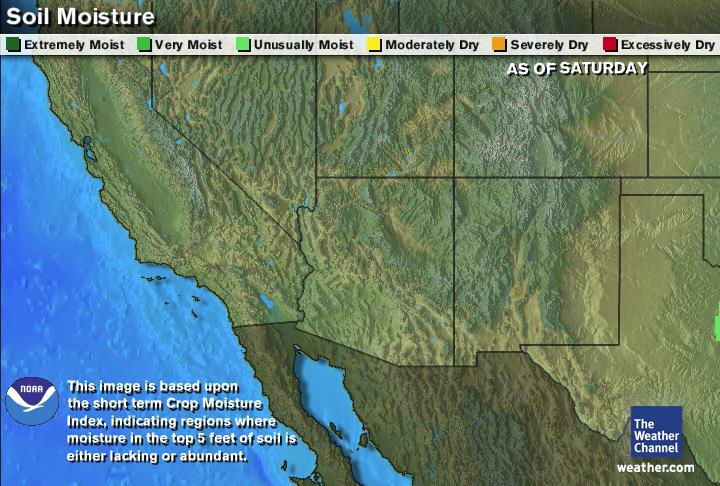 Soil Moisture
Extremely Moist Very Moist Unusually Moist Moderately Dry Severely Dry Excessively Dry
AS OF SATURDAY
NOAA
This image is based upon
the short term Crop Moisture
Index, indicating regions where
moisture in the top 5 feet of soil is
either lacking or abundant.
The
Weather
Channel
weather.com